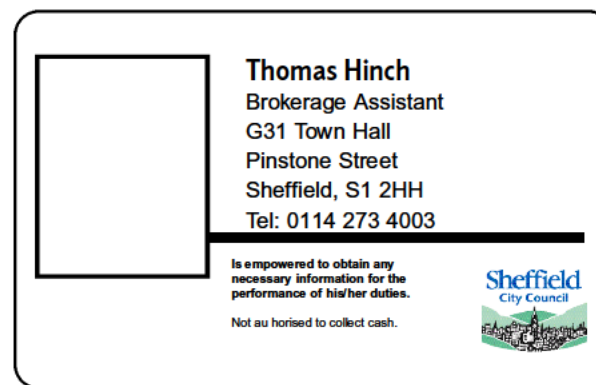 Thomas Hinch
Brokerage Assistant
G31 Town Hall
Pinstone Street
Sheffield, S1 2HH
Tel: 0114 273 4003
Is empowered to obtain any
necessary information for the
performance of his/her duties.
Not au horised to collect cash.
Sheffield
City Council